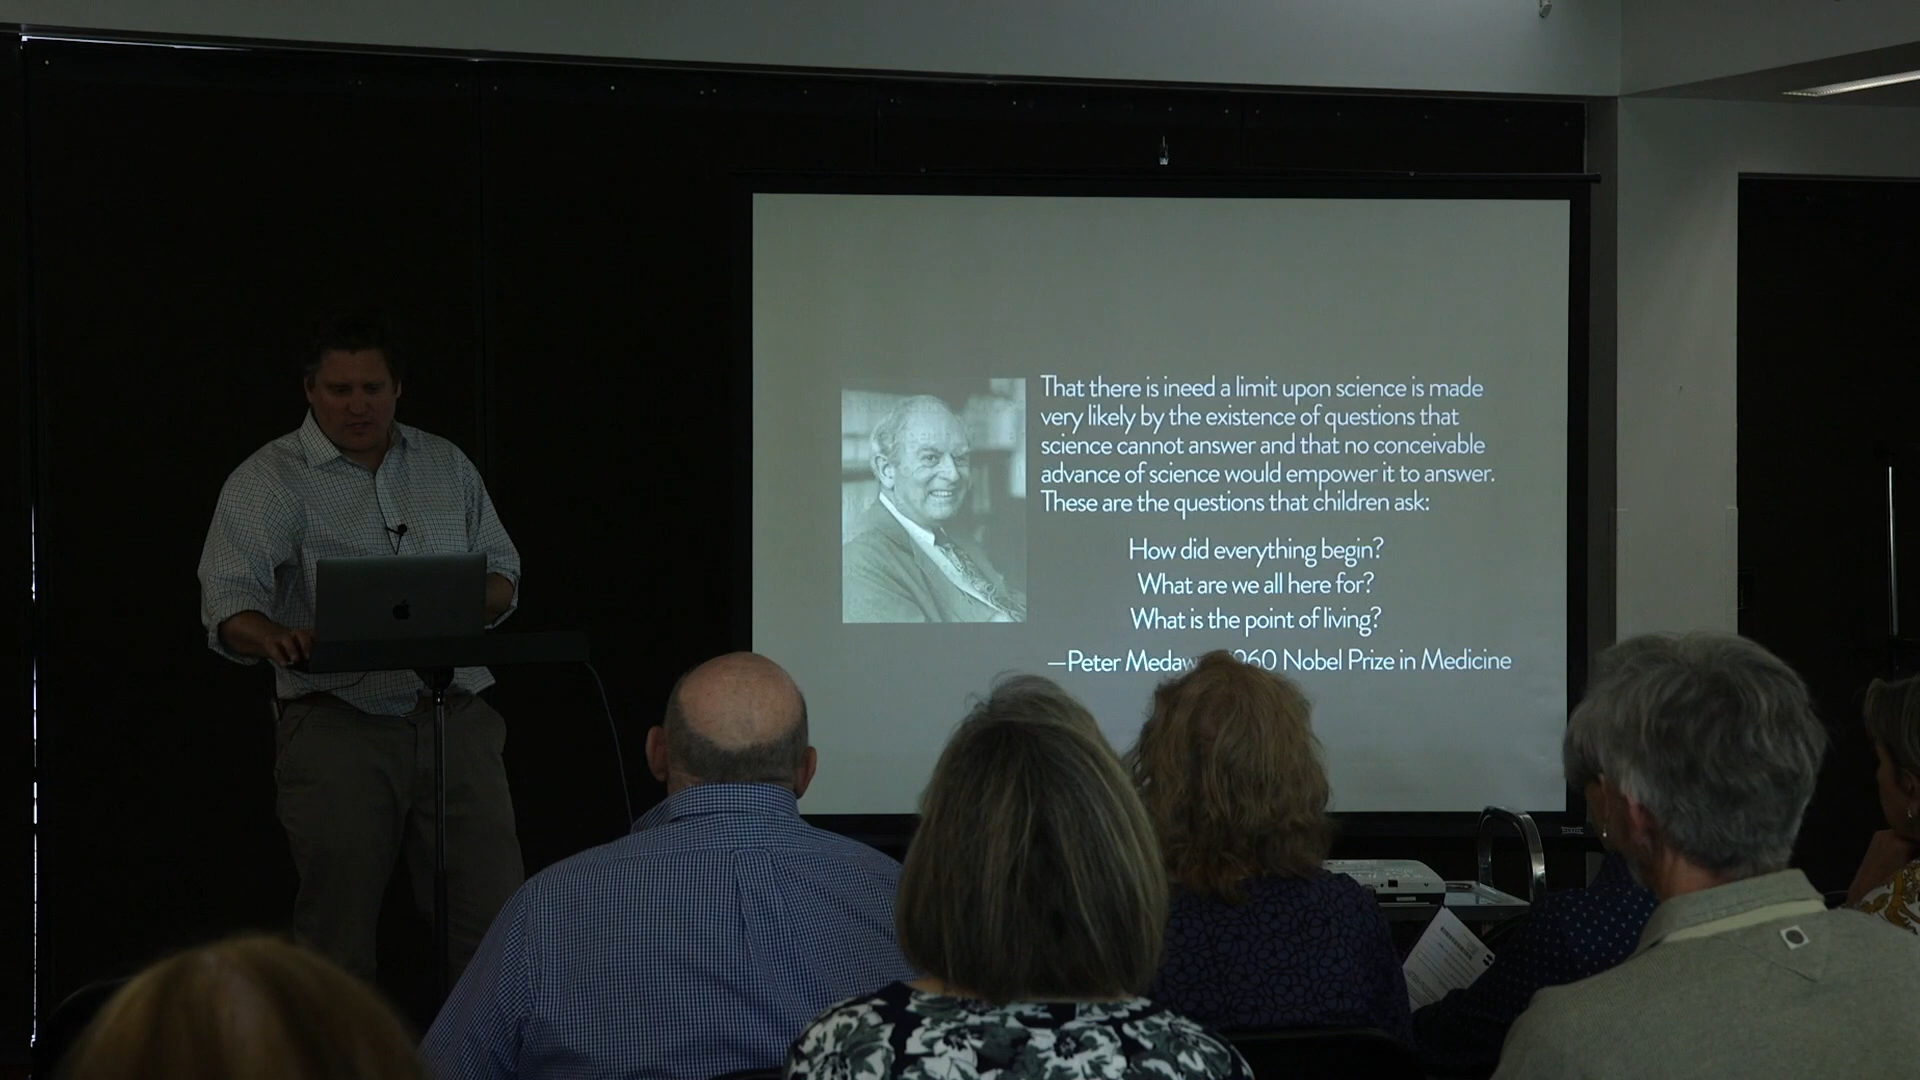 That there is ineed a limit upon science is made
very likely by the existence of questions that
science cannot answer and that no conceivable
advance of science would empower it to answer.
These are the questions that children ask:
How did everything begin?
What are we all here for?
What is the point of living?
—Peter Medaw 1960 Nobel Prize in Medicine